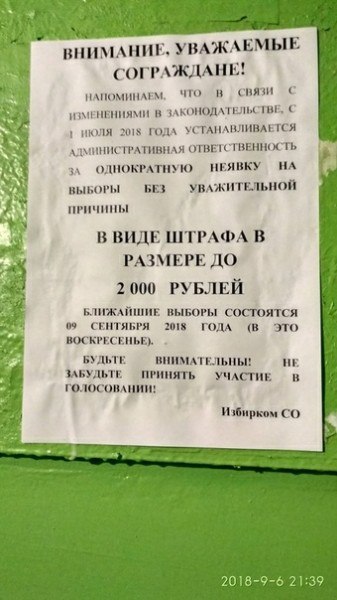 ВНИМАНИЕ, УВАЖАЕМЫЕ
СОГРАЖДАНЕ!
НАПОМИНАЕМ, ЧТО В СВЯЗИ С
ИЗМЕНЕНИЯМИ В ЗАКОНОДАТЕЛЬСТВЕ, С
1 ИЮЛЯ 2018 ГОДА УСТАНАВЛИВАЕТСЯ
АДМИНИСТРАТИВНАЯ ОТВЕТСТВЕННОСТЬ
ЗА ОДНОКРАТНУЮ НЕЯВКУ НА
ВЫБОРЫ БЕЗ УВАЖИТЕЛЬНОЙ
ПРИЧИНЫ
В ВИДЕ ШТРАФА В
РАЗМЕРЕ ДО
2 000 РУБЛЕЙ
БЛИЖАЙШИЕ ВЫБОРЫ СОСТОЯТСЯ
09 СЕНТЯБРЯ 2018 ГОДА (В ЭТО
ВОСКРЕСЕНЬЕ).
БУДЬТЕ ВНИМАТЕЛЬНЫ! НЕ
ЗАБУДЬТЕ ПРИНЯТЬ УЧАСТИЕ В
ГОЛОСОВАНИИ!
Избирком СО
2018-9-6 21:39